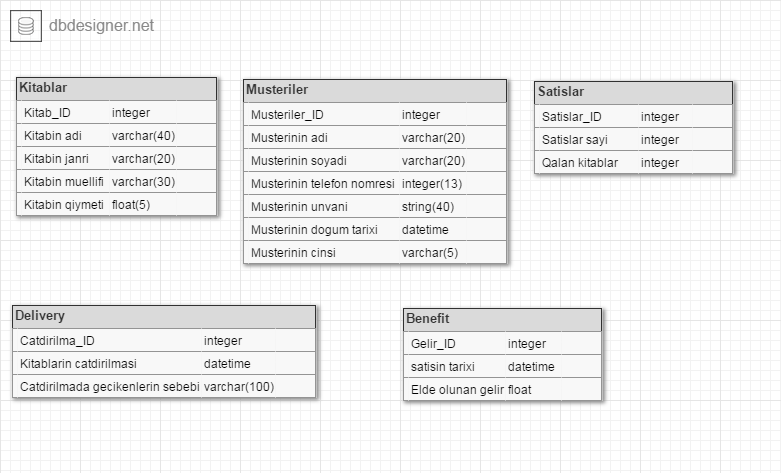 dbdesigner.net
Kitablar
Kitab_ID integer
Kitabin adi varchar(40)
Kitabin janri varchar(20)
Kitabin muellifi varchar(30)
Kitabin qiymeti float(5)
Musteriler
Musteriler_ID integer
Musterinin adi varchar(20)
Musterinin soyadi varchar(20)
Musterinin telefon nomresi integer(13)
Musterinin unvani string(40)
Musterinin dogum tarixi datetime
Musterinin cinsi varchar(5)
Satislar
Satislar_ID integer
Satislar sayi integer
Qalan kitablar integer
Delivery
Catdirilma_ID integer
Kitablarin catdirilmasi datetime
Catdirilmada gecikenlerin sebebi varchar(100)
Benefit
Gelir_ID integer
satisin tarixi datetime
Elde olunan gelir float